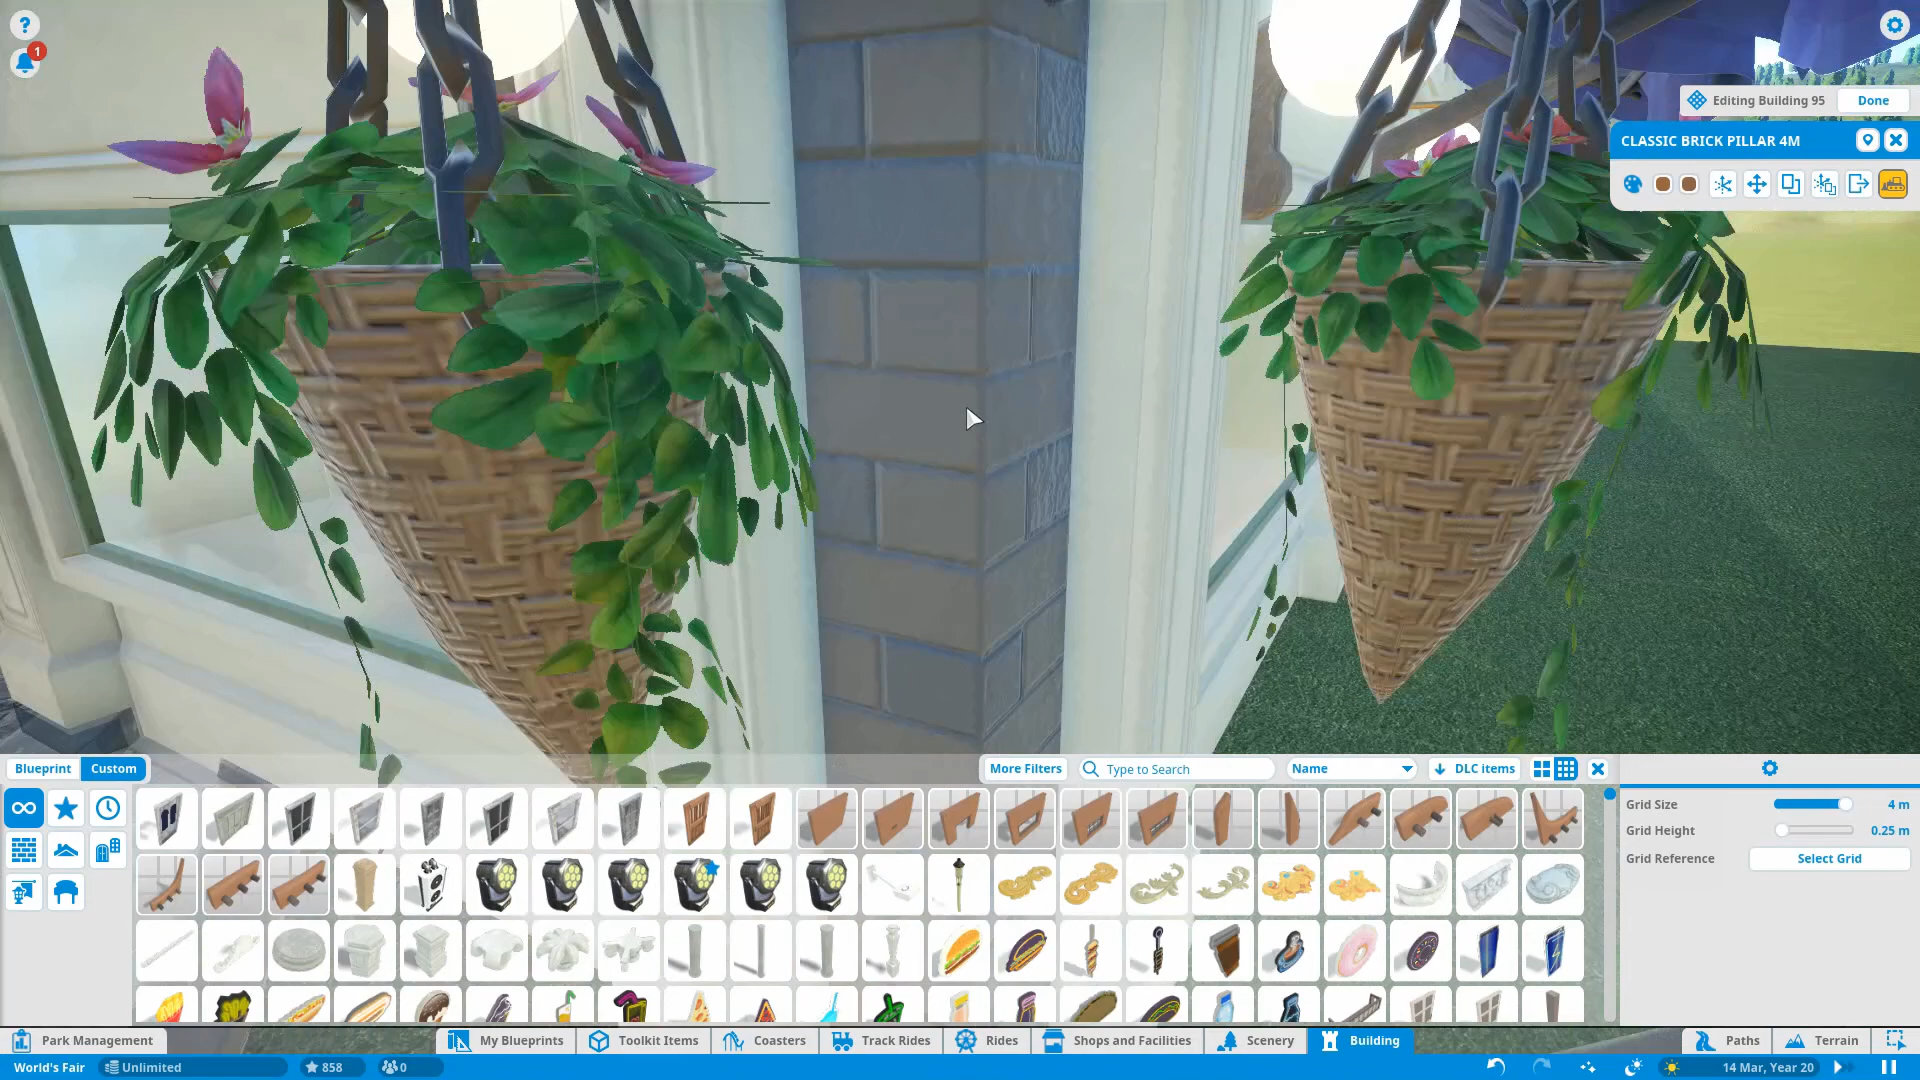 ?
1
Editing Building 95
Done
CLASSIC BRICK PILLAR 4M
Blueprint
Custom
More Filters
Type to Search
Name
DLC items
Grid Size
4 m
Grid Height
0.25 m
Grid Reference
Select Grid
Park Management
My Blueprints
Toolkit Items
Coasters
Track Rides
Rides
Shops and Facilities
Scenery
Building
Paths
Terrain
World's Fair
Unlimited
858
0
14 Mar, Year 20